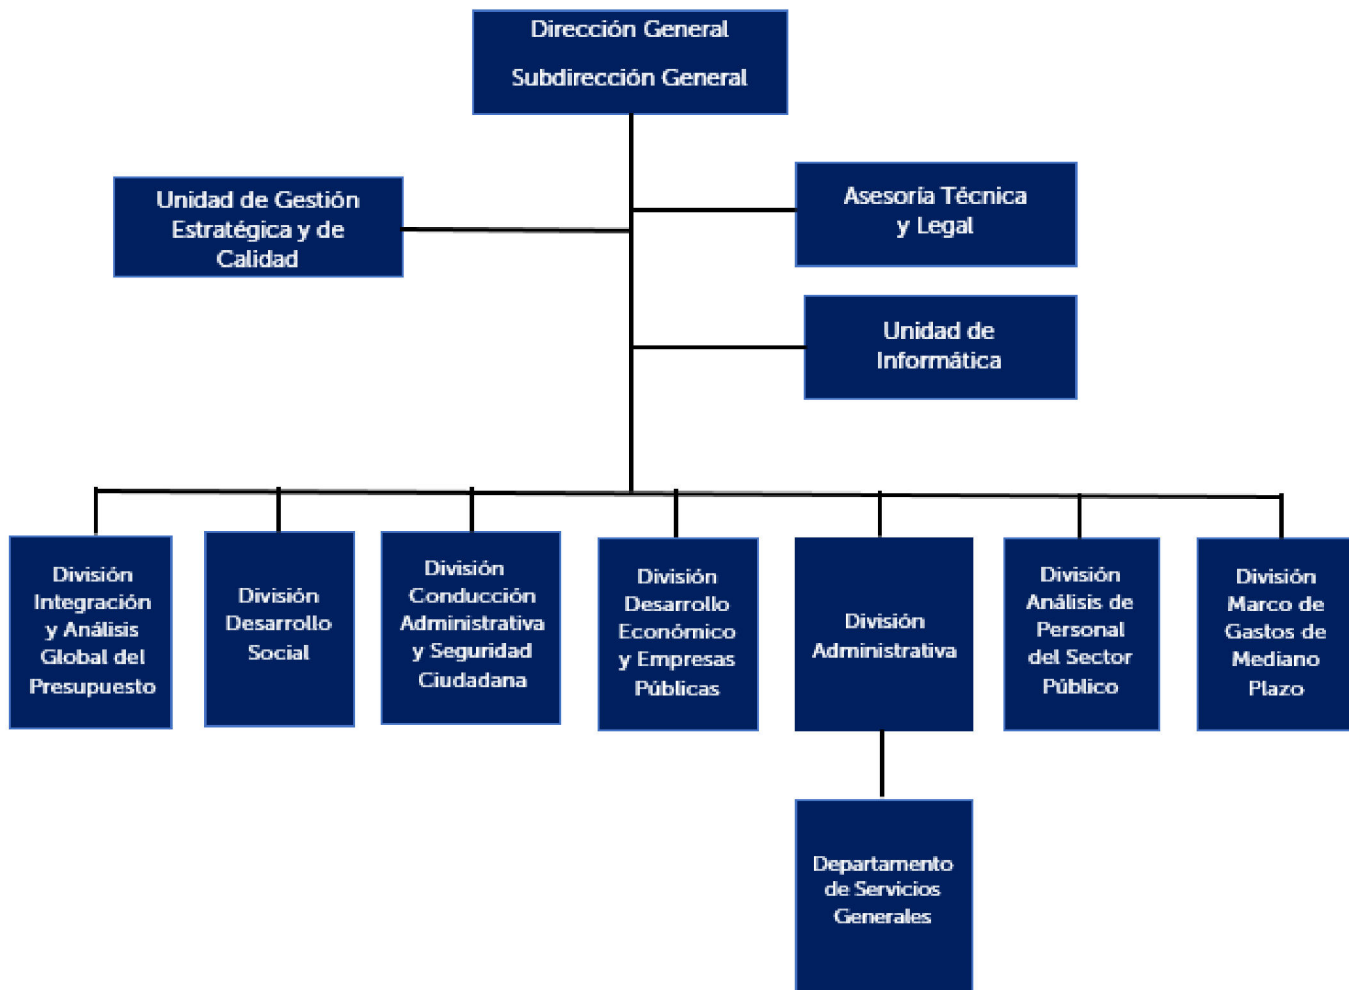 Dirección General
Subdirección General
Unidad de Gestión
Estratégica y de
Calidad
Asesoría Técnica
y Legal
Unidad de
Informática
División
Integración
y Análisis
Global del
Presupuesto
División
Desarrollo
Social
División
Conducción
Administrativa
y Seguridad
Ciudadana
División
Desarrollo
Económico
y Empresas
Públicas
División
Administrativa
División
Análisis de
Personal
del Sector
Público
División
Marco de
Gastos de
Mediano
Plazo
Departamento
de Servicios
Generales